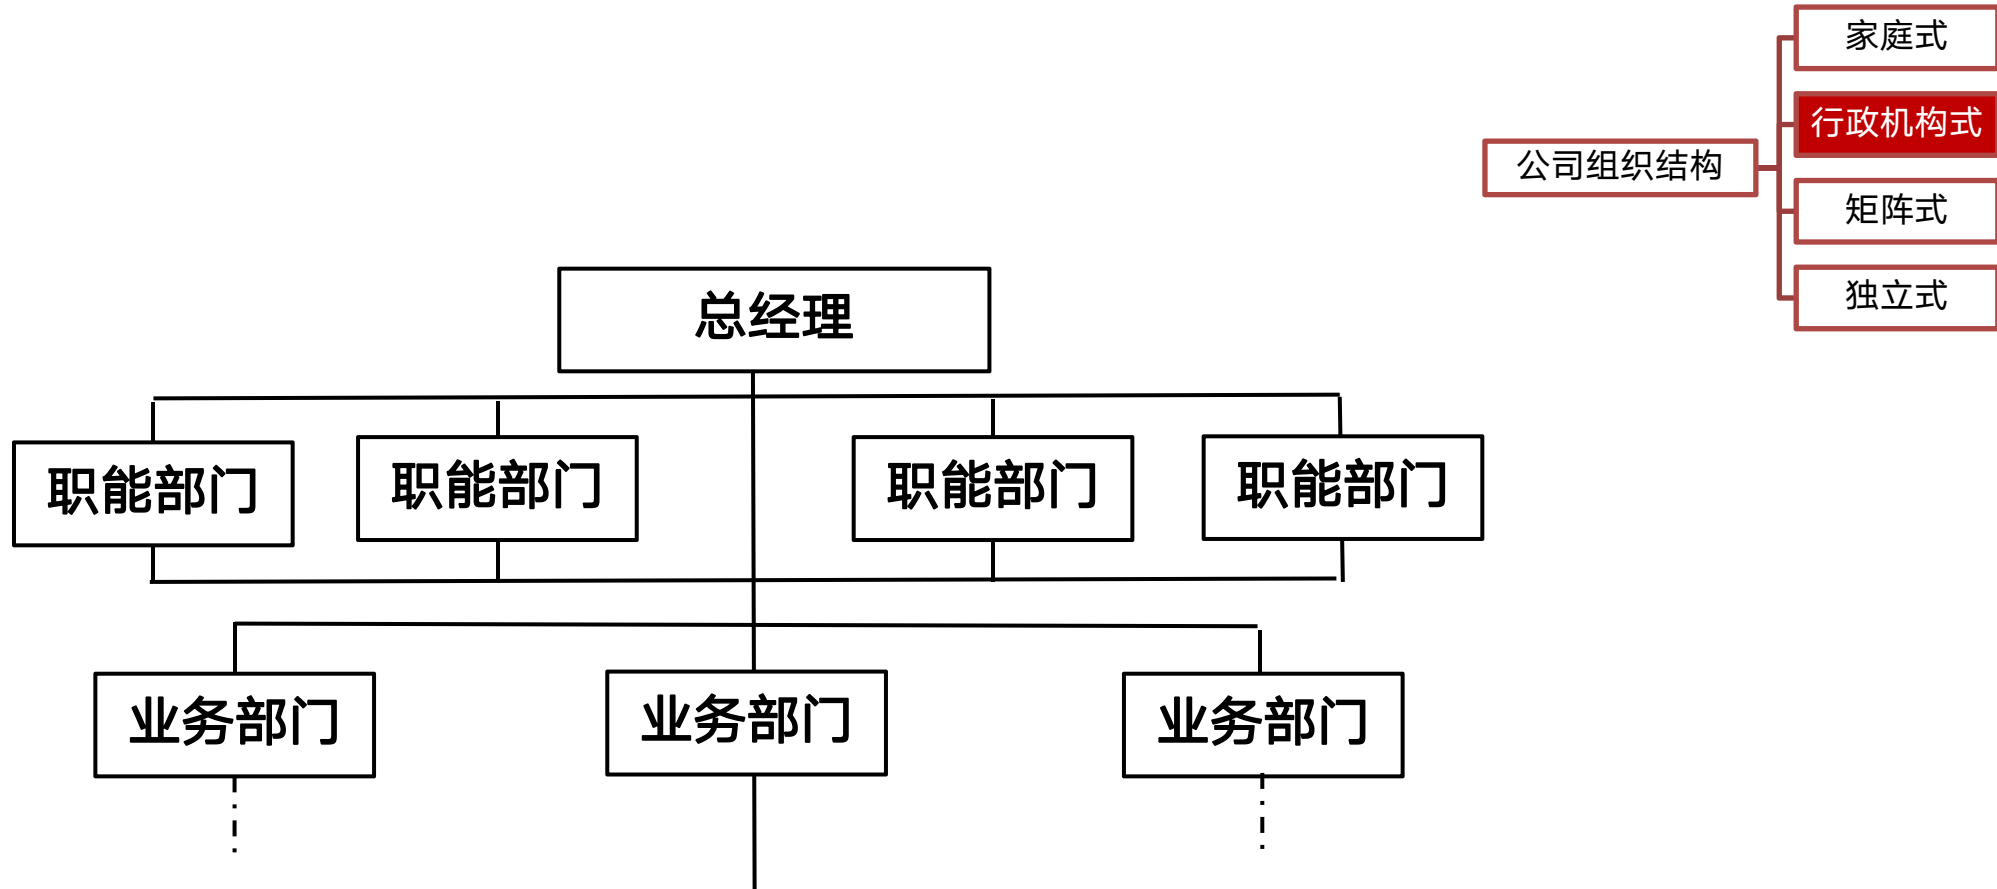 家庭式
行政机构式
公司组织结构
矩阵式
独立式
总经理
职能部门
职能部门
职能部门
职能部门
业务部门
业务部门
业务部门